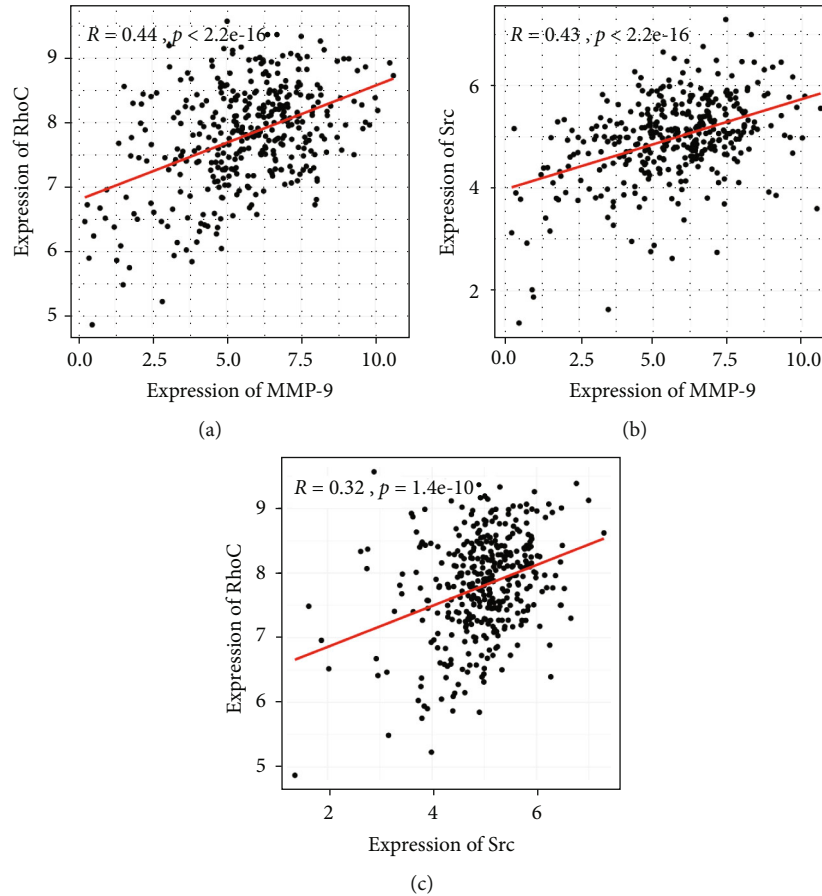 R = 0.44 , p < 2.2e-16
Expression of RhoC
9
8
7
6
5
0.0 2.5 5.0 7.5 10.0
Expression of MMP-9
(a)
R = 0.43 , p < 2.2e-16
Expression of Src
6
4
2
0.0 2.5 5.0 7.5 10.0
Expression of MMP-9
(b)
R = 0.32 , p = 1.4e-10
Expression of RhoC
9
8
7
6
5
2 4 6
Expression of Src
(c)